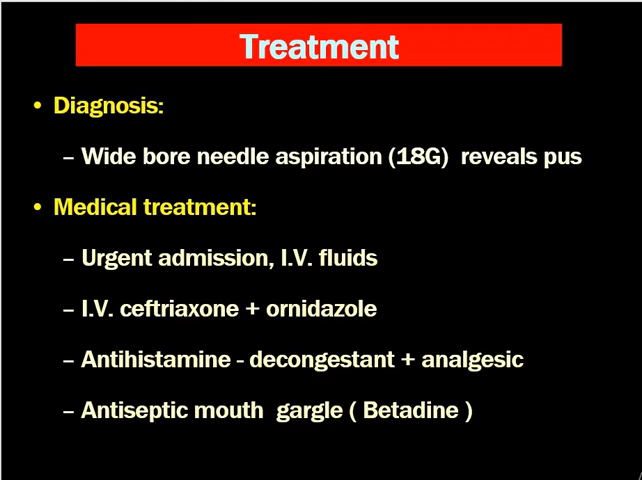 Treatment
• Diagnosis:
– Wide bore needle aspiration (18G) reveals pus
• Medical treatment:
– Urgent admission, I.V. fluids
– I.V. ceftriaxone + ornidazole
– Antihistamine - decongestant + analgesic
– Antiseptic mouth gargle ( Betadine )